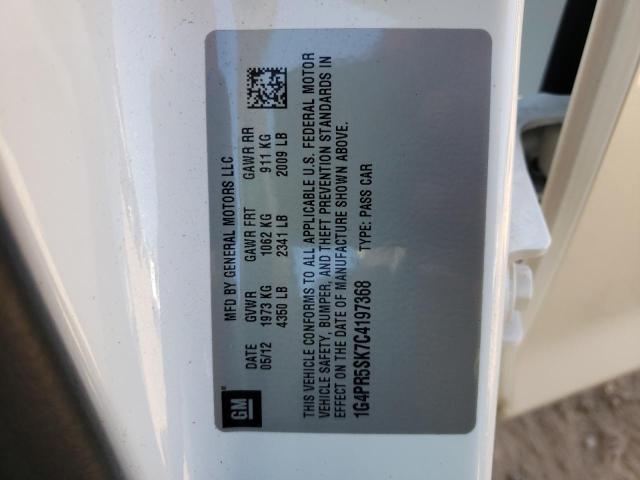 GM
MFD BY GENERAL MOTORS LLC
DATE GVWR GAWR FRT GAWR RR
05/12 1973 KG 1062 KG 911 KG
4350 LB 2341 LB 2009 LB
THIS VEHICLE CONFORMS TO ALL APPLICABLE U.S. FEDERAL MOTOR
VEHICLE SAFETY, BUMPER, AND THEFT PREVENTION STANDARDS IN
EFFECT ON THE DATE OF MANUFACTURE SHOWN ABOVE.
1G4PR5SK7C4197368 TYPE: PASS CAR